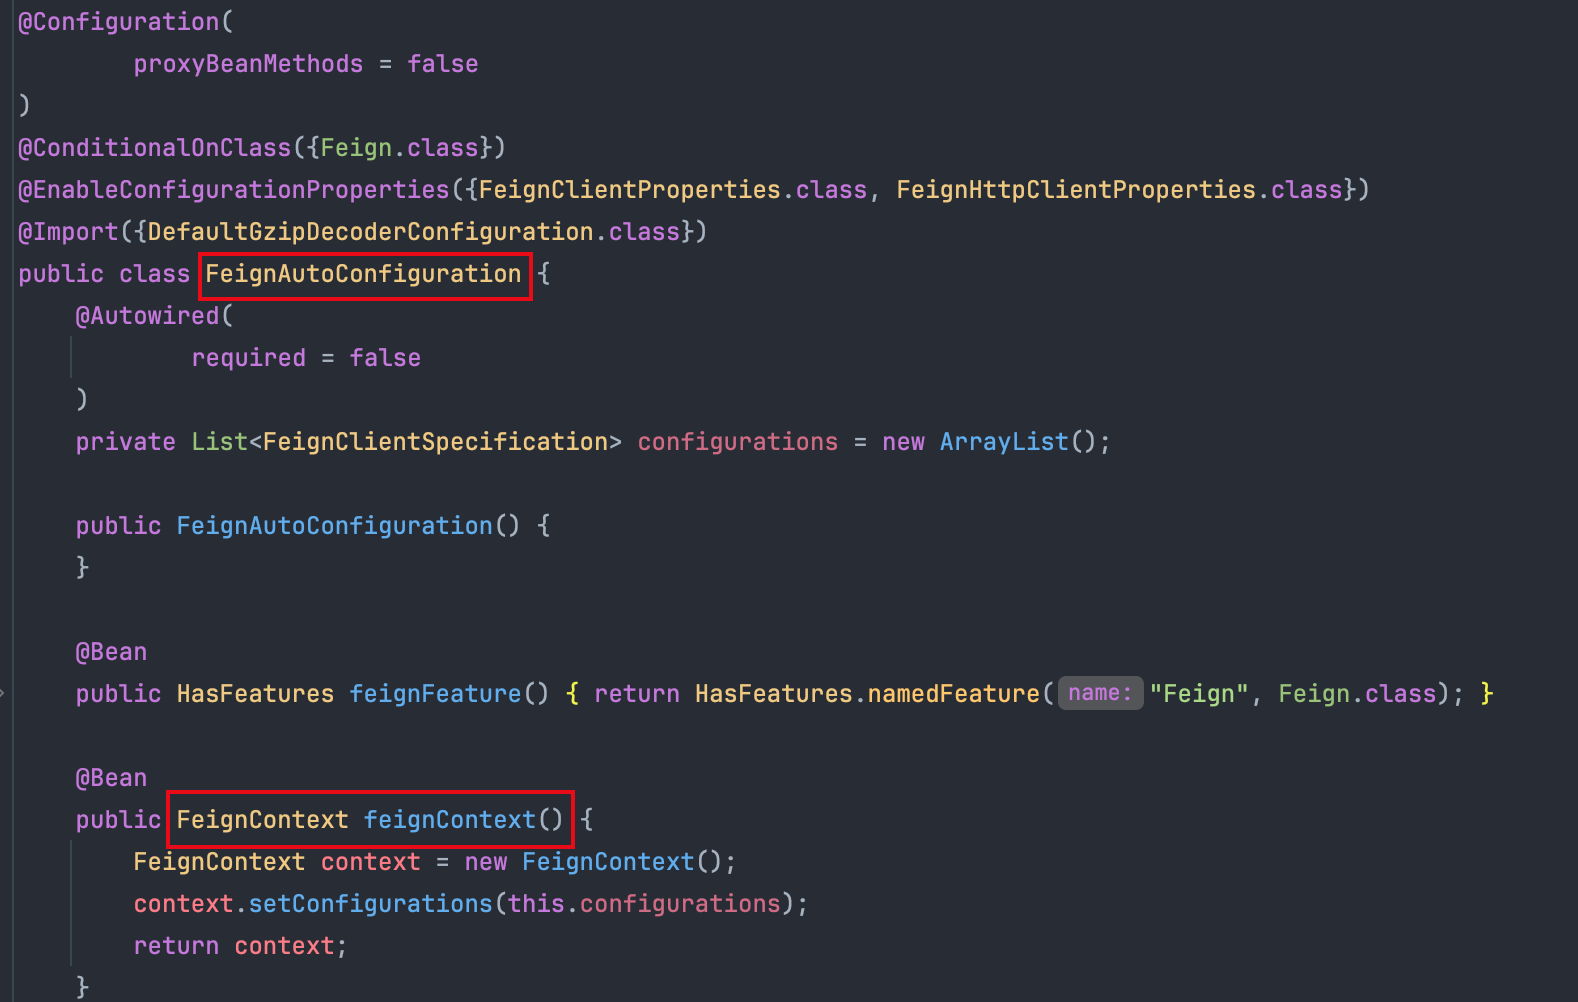 @Configuration(
        proxyBeanMethods = false
)
@ConditionalOnClass({Feign.class})
@EnableConfigurationProperties({FeignClientProperties.class, FeignHttpClientProperties.class})
@Import({DefaultGzipDecoderConfiguration.class})
public class FeignAutoConfiguration {
    @Autowired(
            required = false
    )
    private List<FeignClientSpecification> configurations = new ArrayList();
    public FeignAutoConfiguration() {
    }
    @Bean
    public HasFeatures feignFeature() { return HasFeatures.namedFeature( name: "Feign", Feign.class); }
    @Bean
    public FeignContext feignContext() {
        FeignContext context = new FeignContext();
        context.setConfigurations(this.configurations);
        return context;
    }